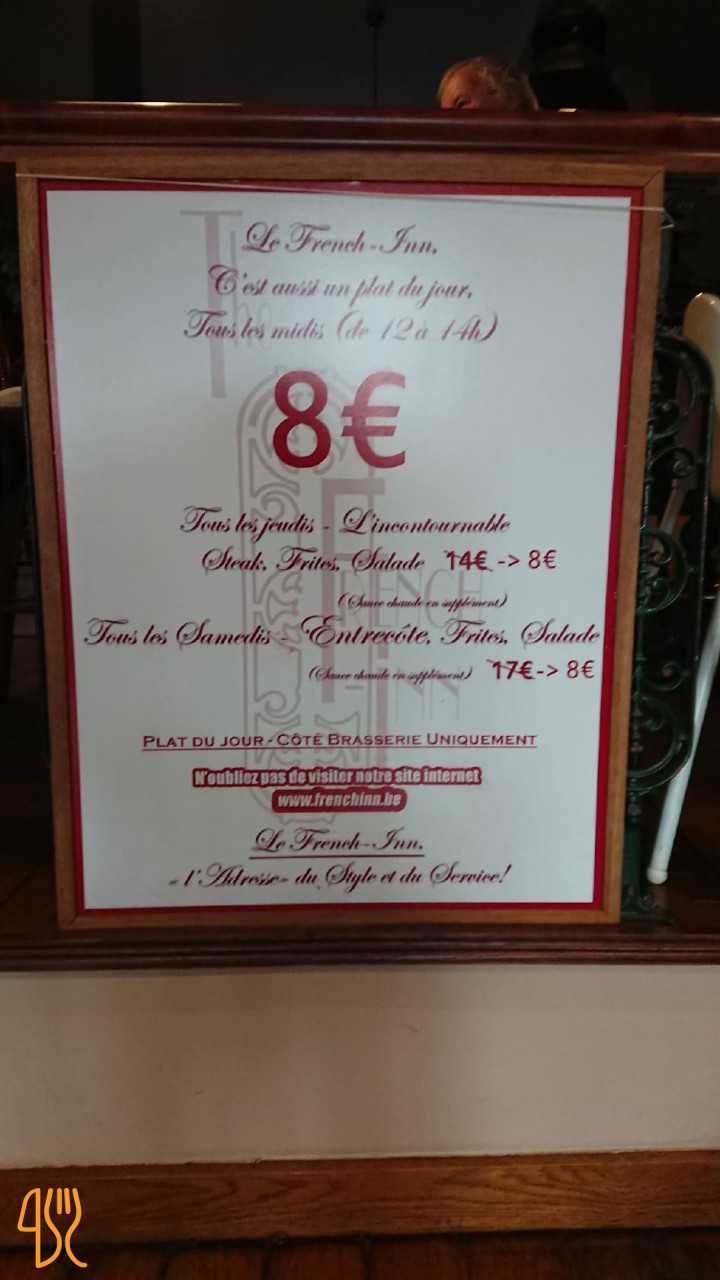 Le French-Inn,
C'est aussi un plat du jour,
Tous les midis (de 12 à 14h)
8€
Tous les jeudis - L'incontournable
Steak, Frites, Salade 14€ -> 8€
(Sauce chaude en supplément)
Tous les Samedis - Entrecôte, Frites, Salade
(Sauce chaude en supplément) 17€ -> 8€
PLAT DU JOUR - CÔTÉ BRASSERIE UNIQUEMENT
N'oubliez pas de visiter notre site internet
www.frenchinn.be
Le French-Inn,
«l'Adresse» du Style et du Service!
The
FRENCH
-INN